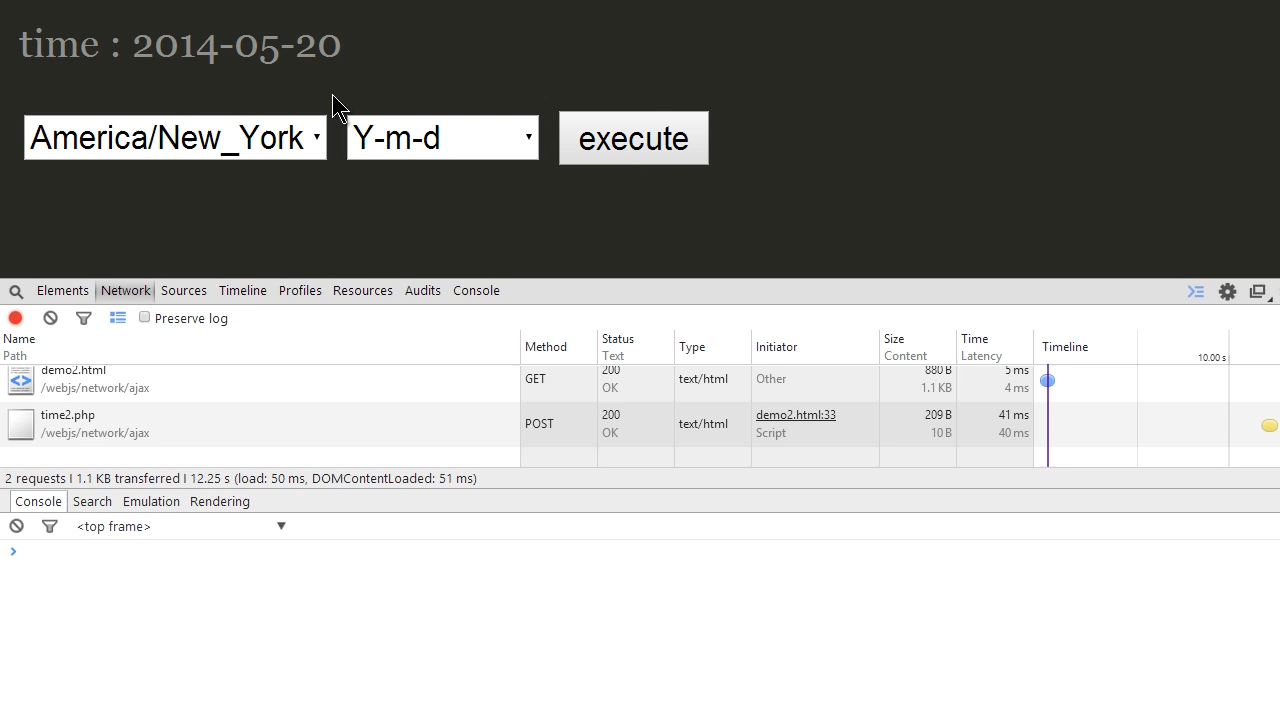 time : 2014-05-20
America/New_York Y-m-d execute
Elements Network Sources Timeline Profiles Resources Audits Console
Preserve log
Name Method Status Type Initiator Size Time Timeline
Path Text Content Latency 10.00 s
demo2.html GET 200 text/html Other 880 B 5 ms
/webjs/network/ajax OK 1.1 KB 4 ms
time2.php POST 200 text/html demo2.html:33 209 B 41 ms
/webjs/network/ajax OK Script 10 B 40 ms
2 requests | 1.1 KB transferred | 12.25 s (load: 50 ms, DOMContentLoaded: 51 ms)
Console Search Emulation Rendering
<top frame>